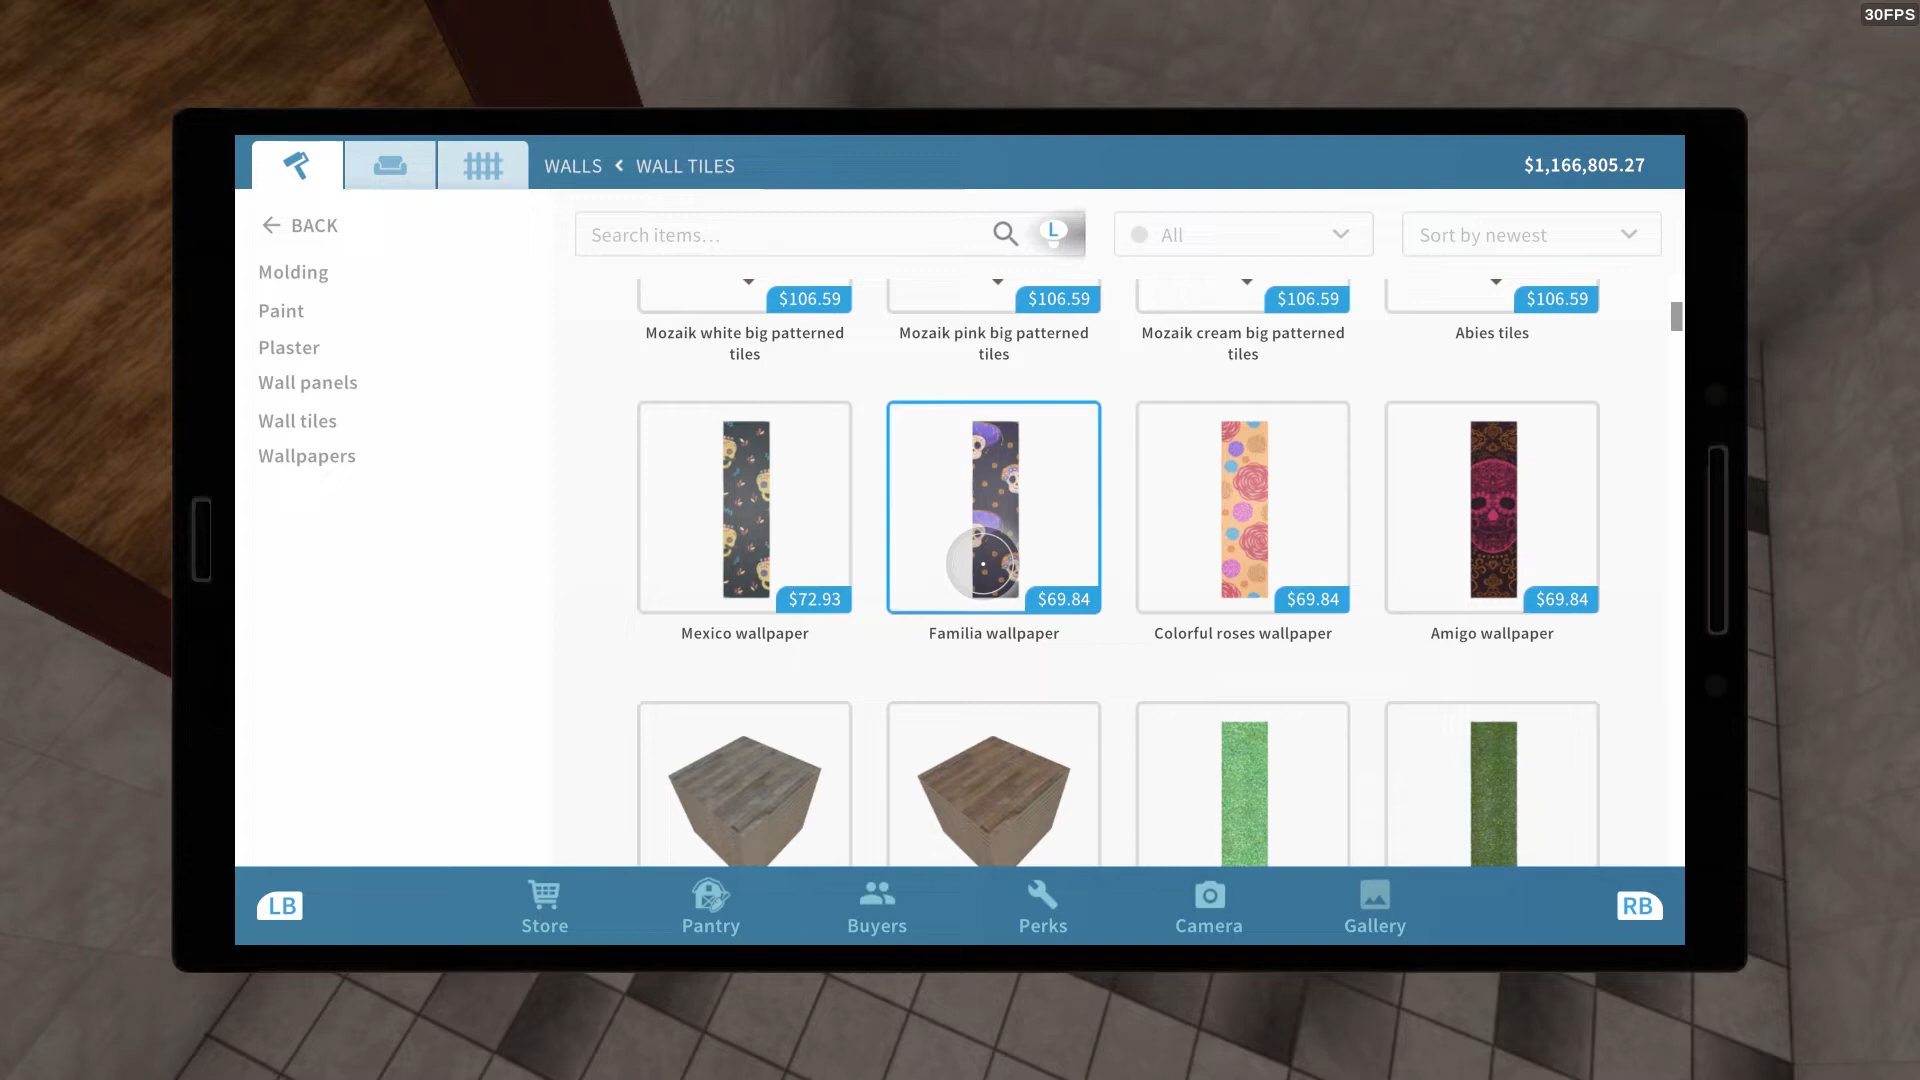 30FPS
WALLS < WALL TILES
$1,166,805.27
BACK
Search items...
L
All
Sort by newest
Molding
Paint
Plaster
Wall panels
Wall tiles
Wallpapers
$106.59
$106.59
$106.59
$106.59
Mozaik white big patterned
tiles
Mozaik pink big patterned
tiles
Mozaik cream big patterned
tiles
Abies tiles
$72.93
$69.84
$69.84
$69.84
Mexico wallpaper
Familia wallpaper
Colorful roses wallpaper
Amigo wallpaper
LB
Store
Pantry
Buyers
Perks
Camera
Gallery
RB